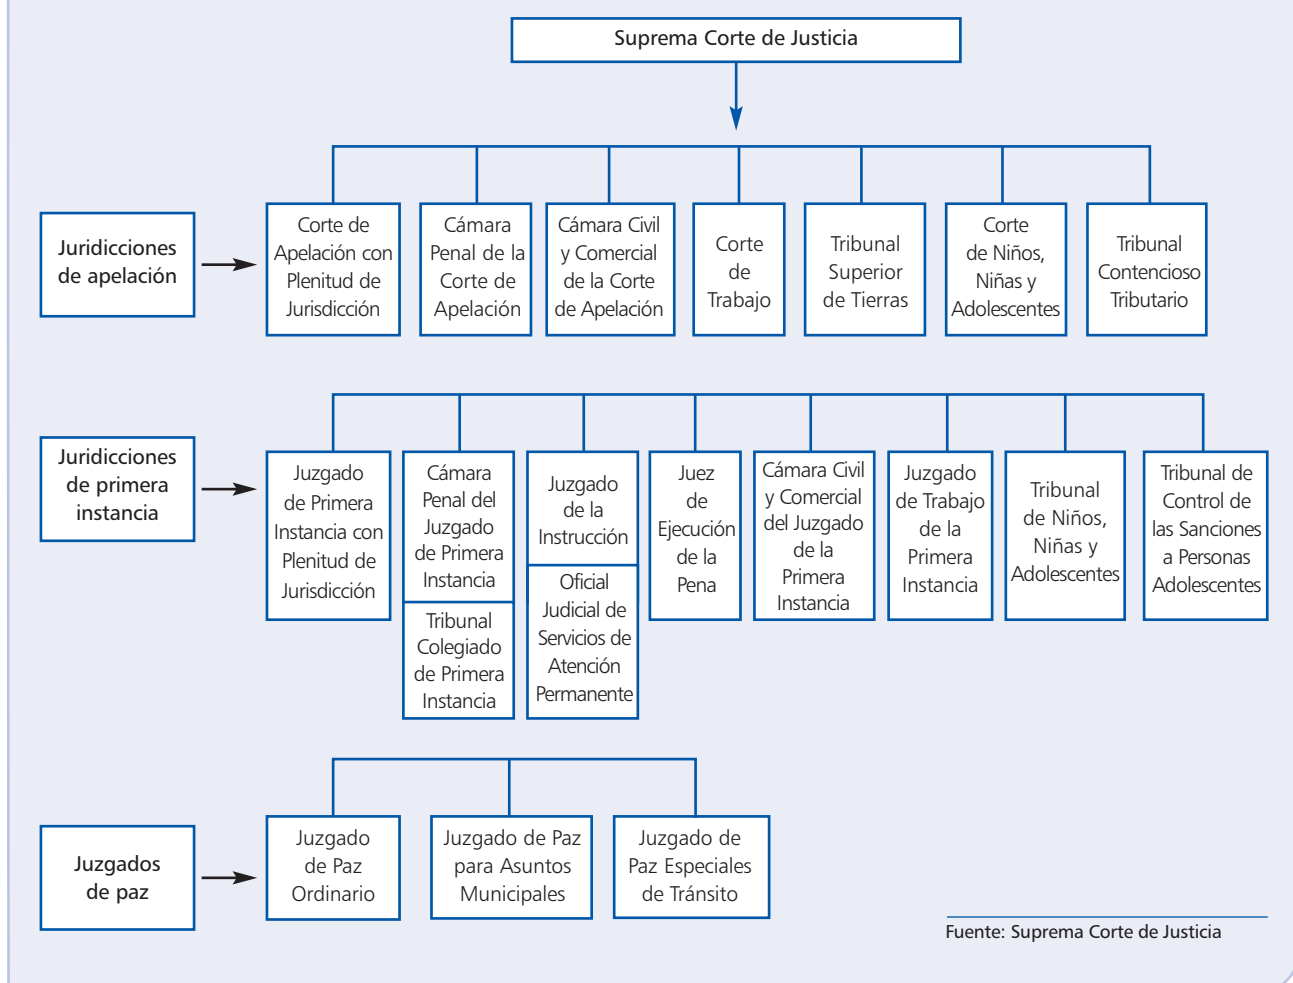 Suprema Corte de Justicia
Juridicciones
de apelación
Corte de
Apelación con
Plenitud de
Jurisdicción
Cámara
Penal de la
Corte de
Apelación
Cámara Civil
y Comercial
de la Corte
de Apelación
Corte
de
Trabajo
Tribunal
Superior
de Tierras
Corte
de Niños,
Niñas y
Adolescentes
Tribunal
Contencioso
Tributario
Juridicciones
de primera
instancia
Juzgado
de Primera
Instancia con
Plenitud de
Jurisdicción
Cámara
Penal del
Juzgado
de Primera
Instancia
Tribunal
Colegiado
de Primera
Instancia
Juzgado
de la
Instrucción
Oficial
Judicial de
Servicios de
Atención
Permanente
Juez
de
Ejecución
de la
Pena
Cámara Civil
y Comercial
del Juzgado
de la
Primera
Instancia
Juzgado
de Trabajo
de la
Primera
Instancia
Tribunal
de Niños,
Niñas y
Adolescentes
Tribunal de
Control de
las Sanciones
a Personas
Adolescentes
Juzgados
de paz
Juzgado
de Paz
Ordinario
Juzgado de Paz
para Asuntos
Municipales
Juzgado de
Paz Especiales
de Tránsito
Fuente: Suprema Corte de Justicia